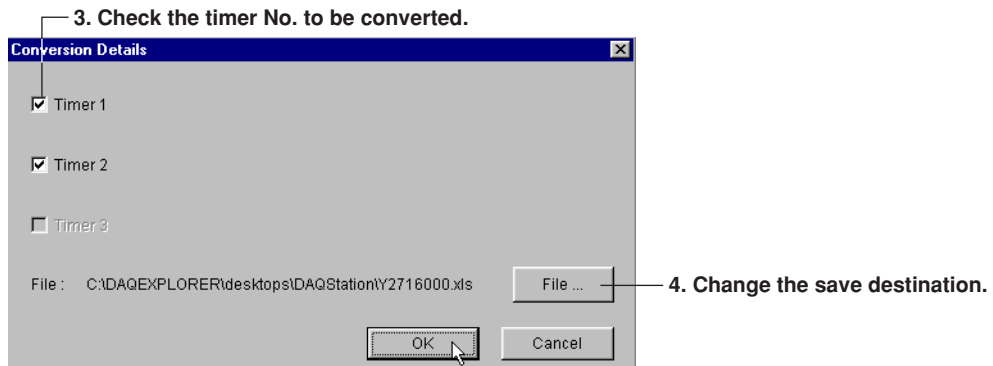 3. Check the timer No. to be converted.
Conversion Details
Timer 1
Timer 2
Timer 3
File : C:\DAQEXPLORER\desktops\DAQStation\Y2716000.xls File ... 4. Change the save destination.
OK Cancel